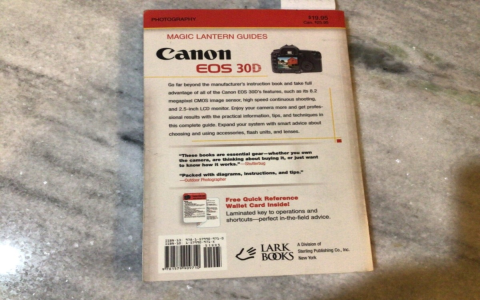 PHOTOGRAPHY
$19.95
MAGIC LANTERN GUIDES
Canon
EOS 30D
Go far beyond the manufacturer's instruction book and take full
advantage of all of the Canon EOS 30D's features, such as its 8.2
megapixel CMOS image sensor, high speed continuous shooting,
and 2.5-inch LCD monitor. Enjoy your camera more and get profes-
sional results with the practical information, tips, and techniques in
this complete guide. Expand your system with smart advice about
choosing and using accessories, flash units, and lenses.
"These books are essential gear—whether you own
the camera, are thinking about buying it, or just want
to know how it works."—Shutterbug
"Packed with diagrams, instructions, and tips."
—Outdoor Photographer
Free Quick Reference
Wallet Card Inside!
Laminated key to operations and
shortcuts—perfect in-the-field advice.
LARK
BOOKS
A Division of
Sterling Publishing Co., Inc.
New York